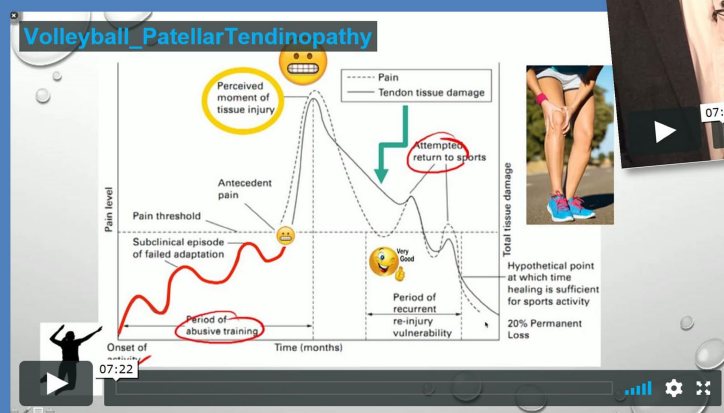 Volleyball_PatellarTendinopathy
Perceived
moment of
tissue injury
Pain
Tendon tissue damage
Attempted
return to sports
Antecedent
pain
Pain threshold
Subclinical episode
of failed adaptation
Pain level
Total tissue damage
Very
Good
Hypothetical point
at which time
healing is sufficient
for sports activity
Period of
recurrent
re-injury
vulnerability
Period of
abusive training
20% Permanent
Loss
Onset of
activity
Time (months)
07:22
07: